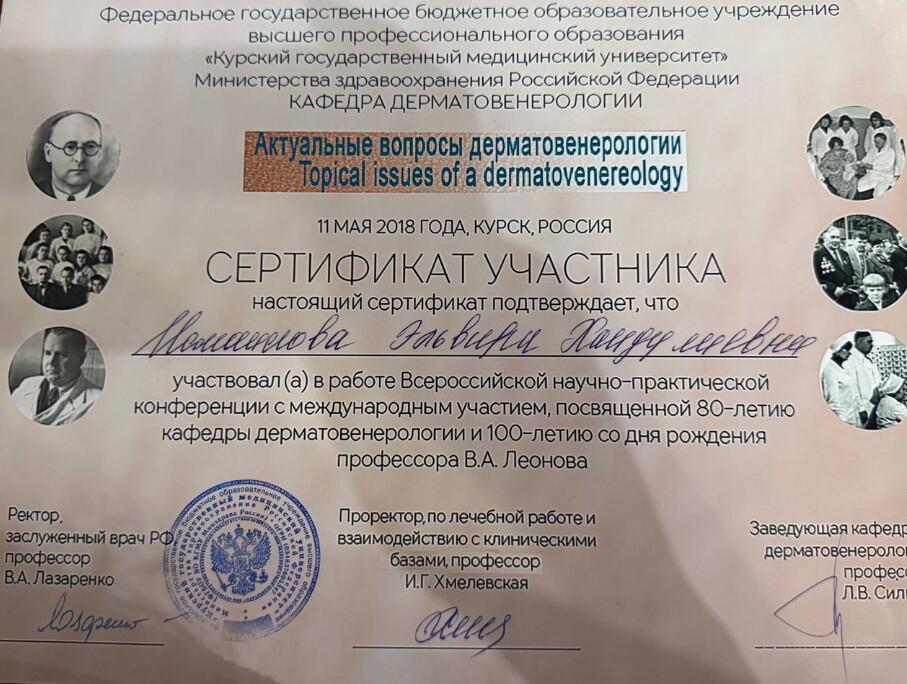 Федеральное государственное бюджетное образовательное учреждение
высшего профессионального образования
«Курский государственный медицинский университет»
Министерства здравоохранения Российской Федерации
КАФЕДРА ДЕРМАТОВЕНЕРОЛОГИИ
Актуальные вопросы дерматовенерологии
Topical issues of a dermatovenereology
11 МАЯ 2018 ГОДА, КУРСК, РОССИЯ
СЕРТИФИКАТ УЧАСТНИКА
настоящий сертификат подтверждает, что
Эльвира
участвовал(а) в работе Всероссийской научно-практической
конференции с международным участием, посвященной 80-летию
кафедры дерматовенерологии и 100-летию со дня рождения
профессора В.А. Леонова
Ректор,
заслуженный врач РФ,
профессор
В.А. Лазаренко
Проректор, по лечебной работе и
взаимодействию с клиническими
базами, профессор
И.Г. Хмелевская
Заведующая кафедр
дерматовенероло
професс
Л.В. Сил